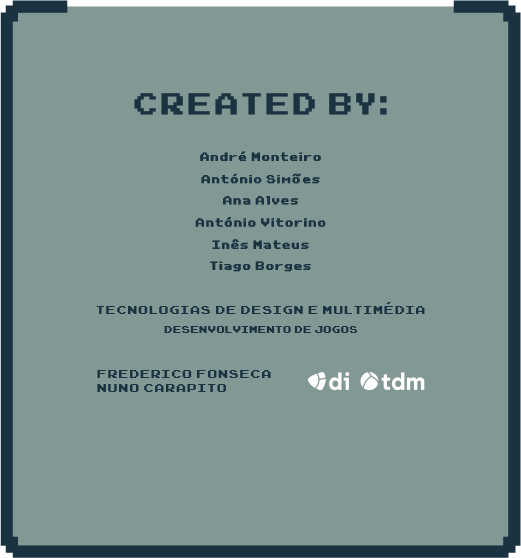 CREATED BY:
André Monteiro
António Simões
Ana Alves
António Vitorino
Inês Mateus
Tiago Borges
TECNOLOGIAS DE DESIGN E MULTIMÉDIA
DESENVOLVIMENTO DE JOGOS
FREDERICO FONSECA
NUNO CARAPITO
di tdm